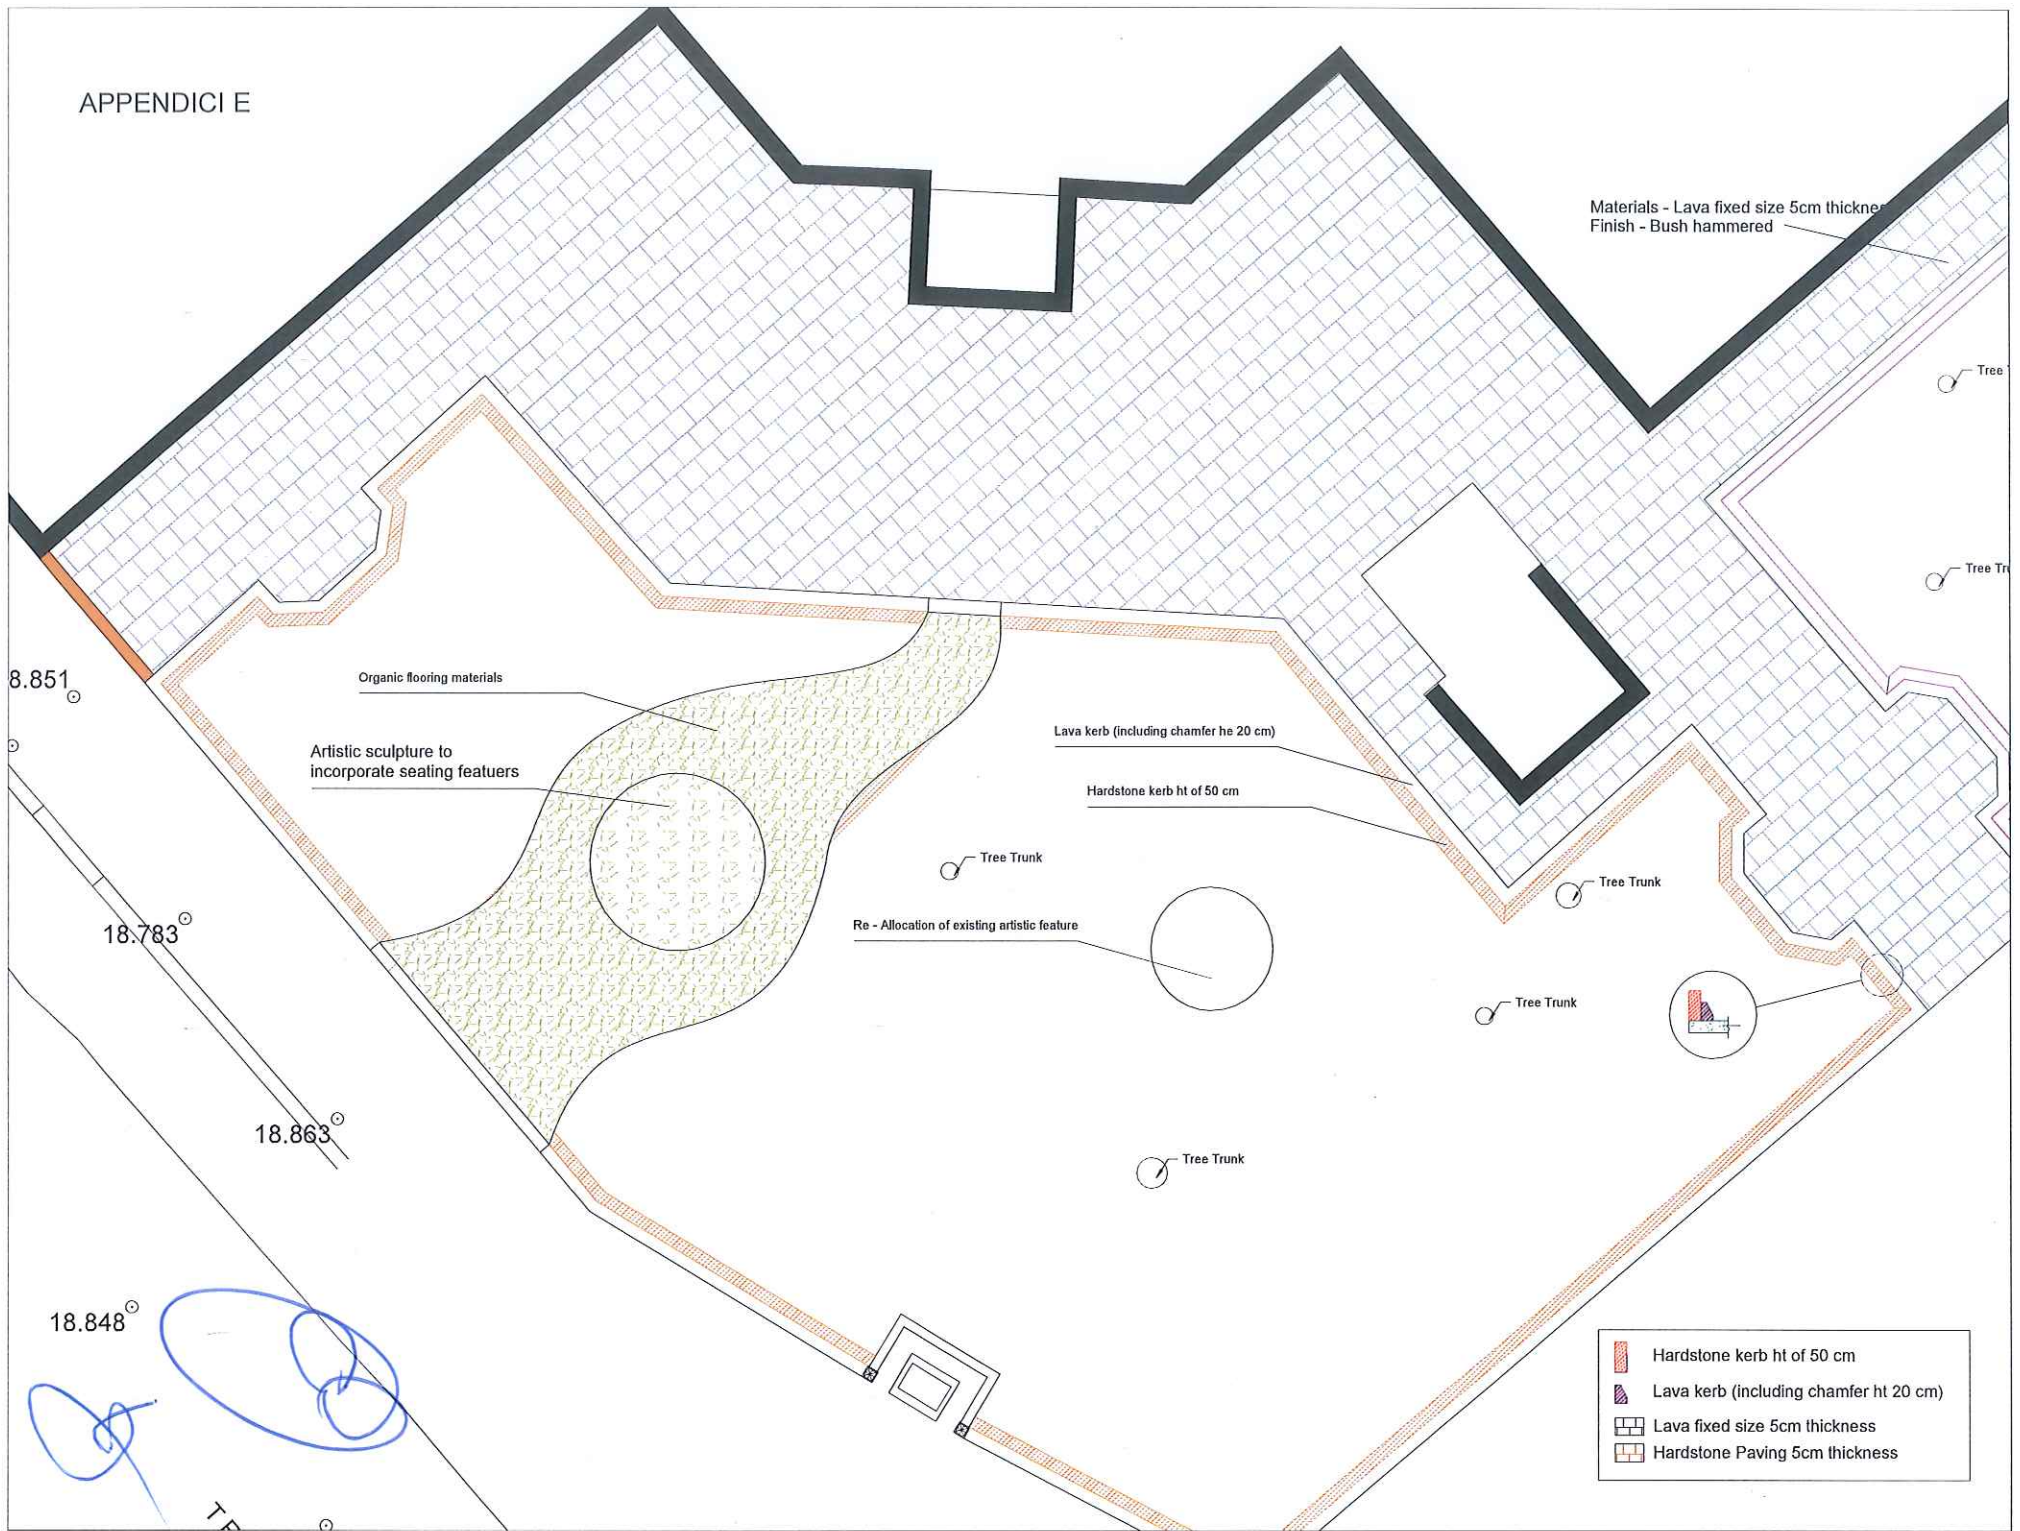 APPENDICI E
Materials - Lava fixed size 5cm thickne
Finish - Bush hammered
Tree
Tree Tr
8.851
Organic flooring materials
Artistic sculpture to
incorporate seating featuers
Lava kerb (including chamfer he 20 cm)
Hardstone kerb ht of 50 cm
Tree Trunk
Tree Trunk
Re - Allocation of existing artistic feature
18.783
Tree Trunk
18.863
Tree Trunk
18.848
Hardstone kerb ht of 50 cm
Lava kerb (including chamfer ht 20 cm)
Lava fixed size 5cm thickness
Hardstone Paving 5cm thickness